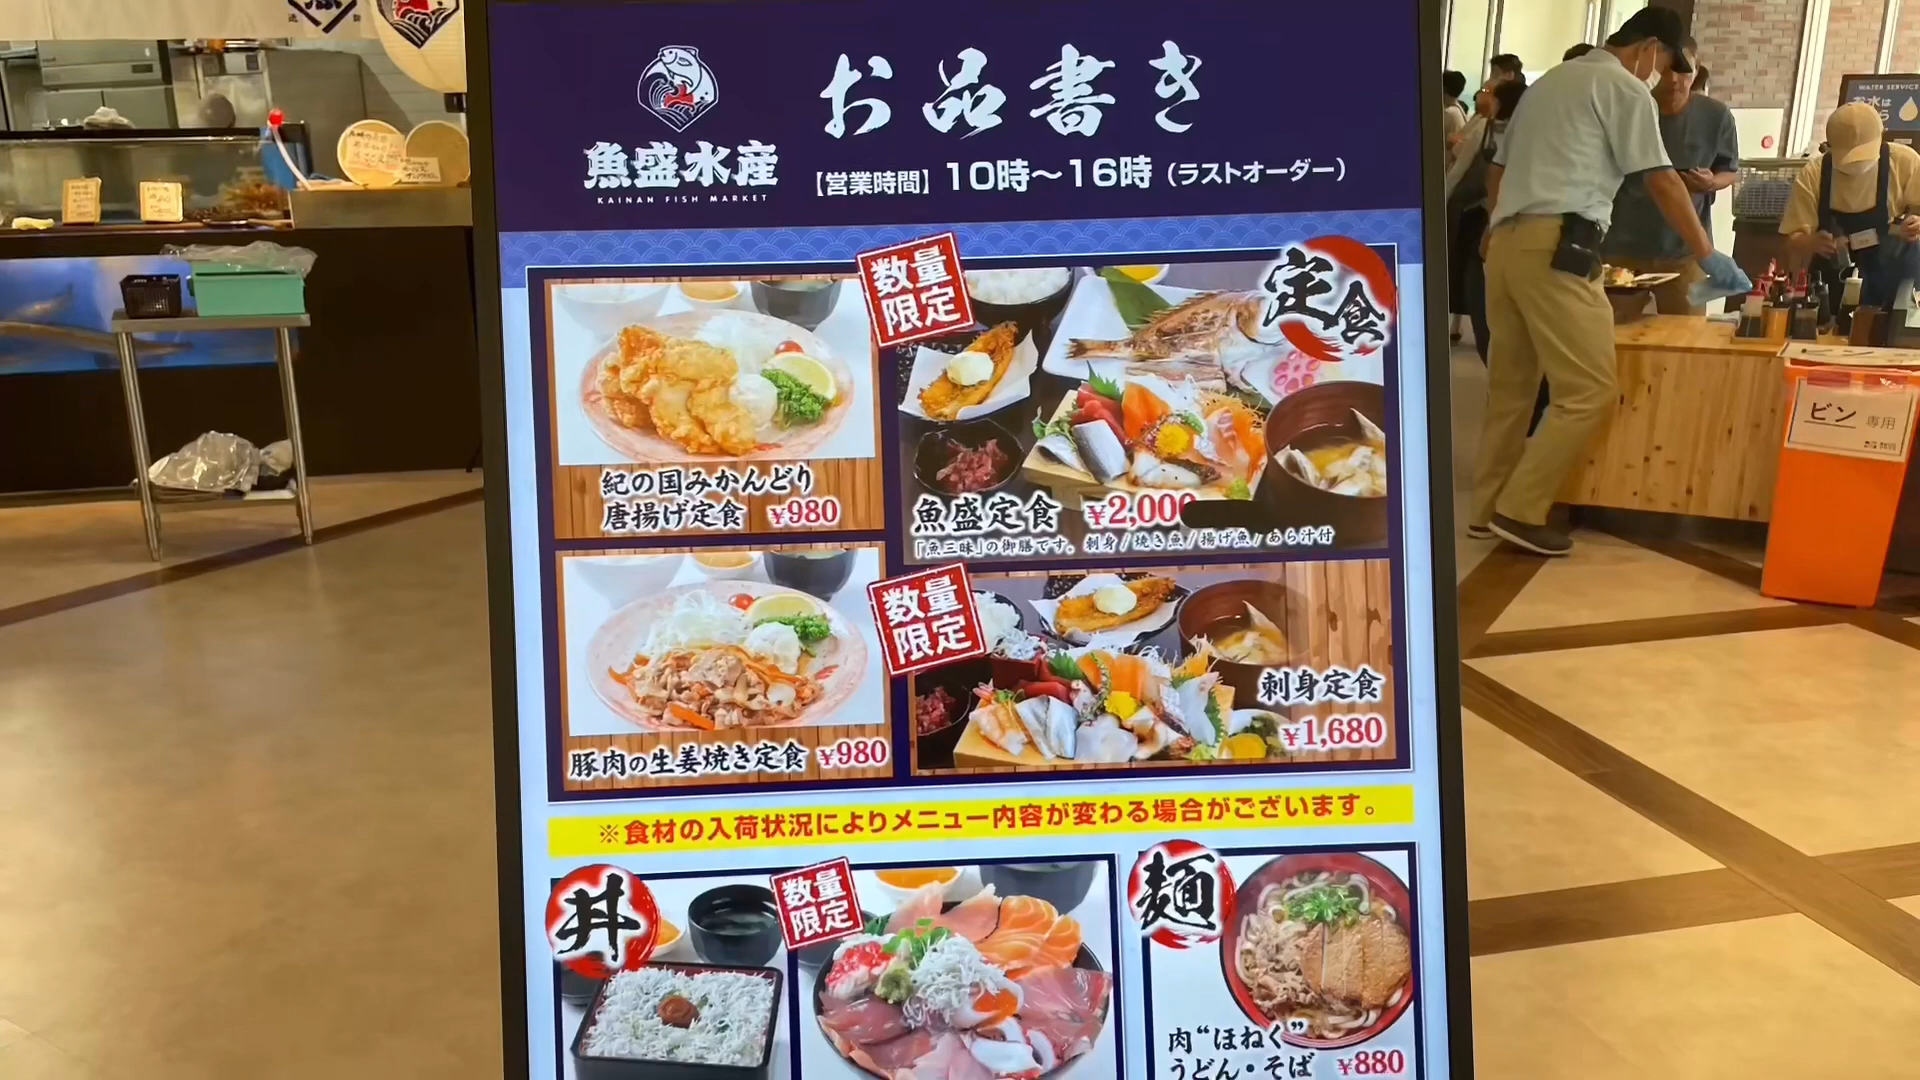 お品書き
魚盛水産
KAINAN FISH MARKET
【営業時間】10時〜16時（ラストオーダー）
数量限定
定食
紀の国みかんどり
唐揚げ定食 ¥980
魚盛定食 ¥2,000
「魚三昧」の御膳です。刺身/焼き魚/揚げ魚/あら汁付
数量限定
豚肉の生姜焼き定食 ¥980
刺身定食
¥1,680
※食材の入荷状況によりメニュー内容が変わる場合がございます。
丼
数量限定
麺
肉“ほねく”
うどん・そば ¥880
WATER SERVICE
ビン 専用